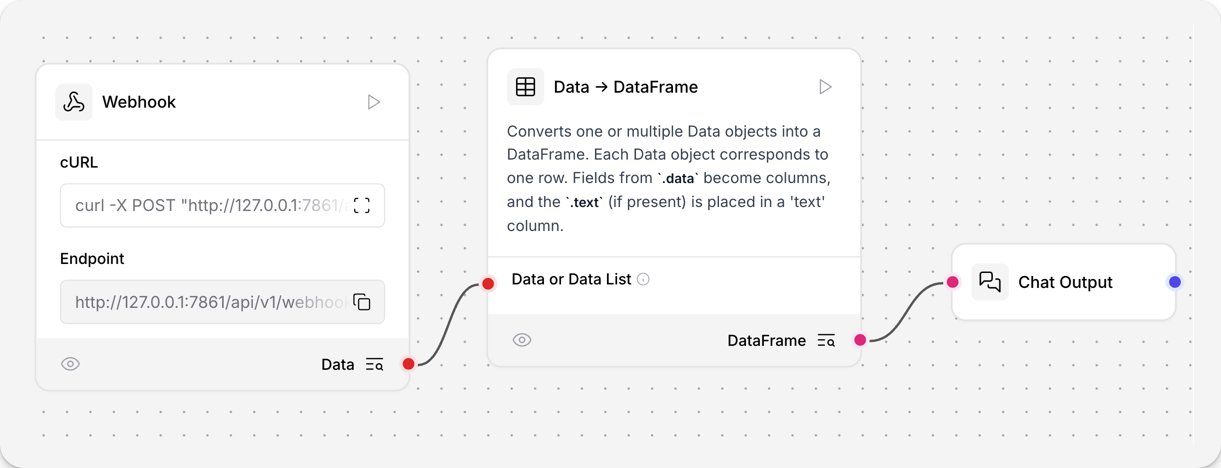 Webhook
cURL
curl -X POST "http://127.0.0.1:7861/
Endpoint
http://127.0.0.1:7861/api/v1/webhook
Data
Data → DataFrame
Converts one or multiple Data objects into a
DataFrame. Each Data object corresponds to
one row. Fields from `.data` become columns,
and the `.text` (if present) is placed in a 'text'
column.
Data or Data List
DataFrame
Chat Output